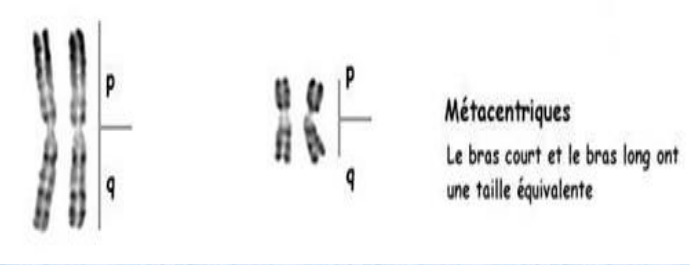 p
q
p
q
Métacentriques
Le bras court et le bras long ont
une taille équivalente